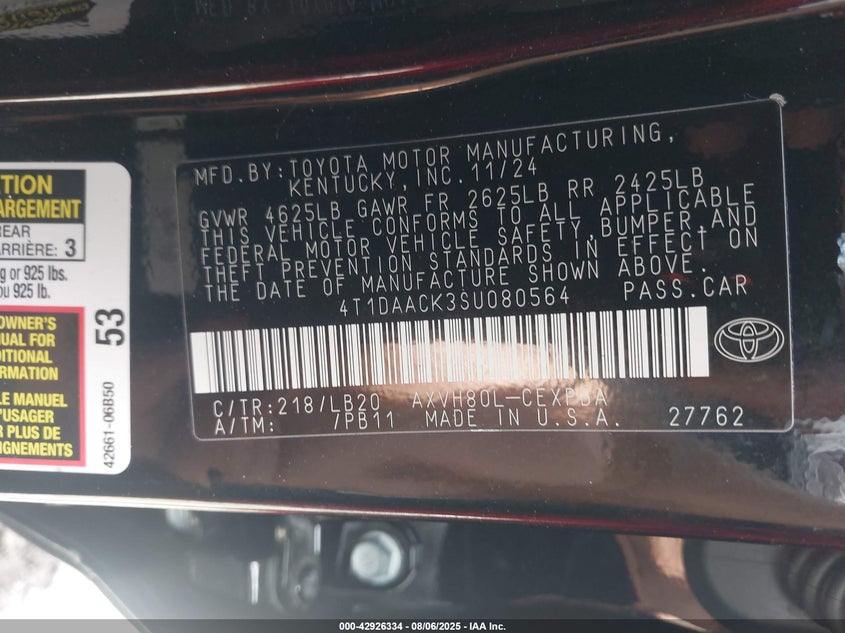 MFD.BY:TOYOTA MOTOR MANUFACTURING,
KENTUCKY,INC.11/24
GVWR 4625LB GAWR FR 2625LB RR 2425LB
THIS VEHICLE CONFORMS TO ALL APPLICABLE
FEDERAL MOTOR VEHICLE SAFETY,BUMPER,AND
THEFT PREVENTION STANDARDS IN EFFECT ON
THE DATE OF MANUFACTURE SHOWN ABOVE.
4T1DAACK3SU080564 PASS.CAR
C/TR:218/LB20 AXVH80L-CEXPBA
A/TM: /PB11 MADE IN U.S.A. 27762
TION
ARGEMENT
REAR
ARRIÈRE: 3
g or 925 lbs.
ou 925 lb.
OWNER'S
NUAL FOR
DITIONAL
FORMATION
LE MANUEL
'USAGER
R PLUS DE
IGNEMENTS
53
42661-06B50
000-42926334 - 08/06/2025 - IAA Inc.